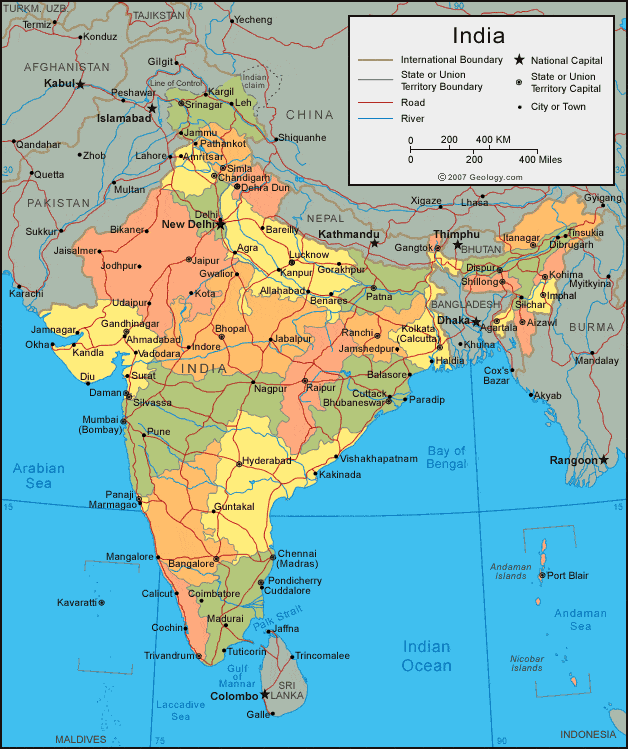 India
International Boundary
State or Union
Territory Boundary
Road
River
National Capital
State or Union
Territory Capital
City or Town
0 200 400 KM
0 200 400 Miles
© 2007 Geology.com
TURKM.
UZB.
75
TAJIKISTAN
90
Termiz
Konduz
Yecheng
AFGHANISTAN
Kabul
Gilgit
Line of Control
Indian
claim
Peshawar
Kargil
Srinagar
Leh
Islamabad
CHINA
Jammu
Pathankot
Shiquanhe
Qandahar
Zhob
Lahore
Amritsar
Simla
Chandigarh
30
30
Quetta
Multan
Dehra Dun
Xigaze
Lhasa
Gyigang
PAKISTAN
Delhi
New Delhi
NEPAL
Sukkur
Bikaner
Bareilly
Kathmandu
Thimphu
BHUTAN
Itanagar
Tinsukia
Dibrugarh
Jaisalmer
Agra
Lucknow
Gangtok
Jodhpur
Jaipur
Gwalior
Kanpur
Gorakhpur
Dispur
Kohima
Shillong
Myitkyina
Karachi
Kota
Allahabad
Benares
Patna
Imphal
Silchar
Udaipur
BANGLADESH
Gandhinagar
Jamnagar
Ahmadabad
Bhopal
Ranchi
Kolkata
(Calcutta)
Dhaka
Agartala
Aizawl
BURMA
Okha
Kandla
Vadodara
Indore
Jabalpur
Jamshedpur
Khulna
Haldia
Mandalay
Diu
Surat
INDIA
Raipur
Balasore
Cox's
Bazar
Daman
Silvassa
Nagpur
Cuttack
Bhubaneswar
Paradip
Akyab
Mumbai
(Bombay)
Pune
Arabian
Sea
Hyderabad
Vishakhapatnam
Kakinada
Bay of
Bengal
Rangoon
15
15
Panaji
Marmagao
Guntakal
Mangalore
Bangalore
Chennai
(Madras)
Andaman
Islands
Port Blair
Kavaratti
Calicut
Coimbatore
Pondicherry
Cuddalore
Andaman
Sea
Cochin
Madurai
Palk Strait
Jaffna
Trivandrum
Tuticorin
Trincomalee
Indian
Ocean
Nicobar
Islands
Gulf
of
Mannar
Colombo
SRI
LANKA
Laccadive
Sea
Galle
MALDIVES
75
90
INDONESIA